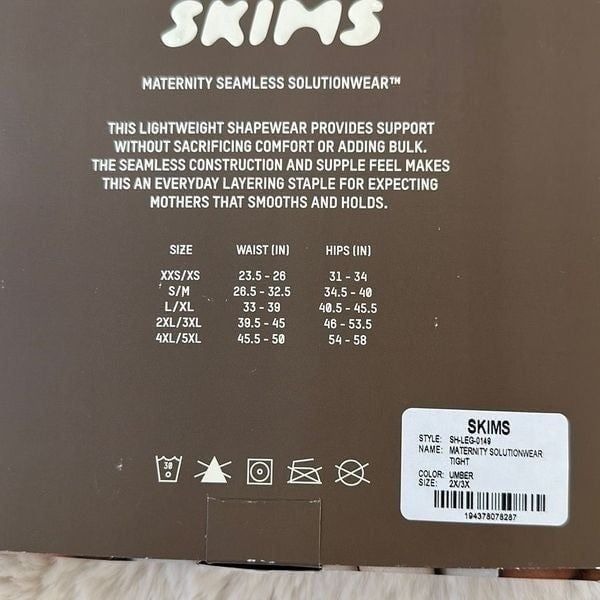 SKIMS
MATERNITY SEAMLESS SOLUTIONWEAR™
THIS LIGHTWEIGHT SHAPEWEAR PROVIDES SUPPORT
WITHOUT SACRIFICING COMFORT OR ADDING BULK.
THE SEAMLESS CONSTRUCTION AND SUPPLE FEEL MAKES
THIS AN EVERYDAY LAYERING STAPLE FOR EXPECTING
MOTHERS THAT SMOOTHS AND HOLDS.
SIZE WAIST (IN) HIPS (IN)
XXS/XS 23.5 - 26 31 - 34
S/M 26.5 - 32.5 34.5 - 40
L/XL 33 - 39 40.5 - 45.5
2XL/3XL 39.5 - 45 46 - 53.5
4XL/5XL 45.5 - 50 54 - 58
30
SKIMS
STYLE: SH-LEG-0149
NAME: MATERNITY SOLUTIONWEAR
TIGHT
COLOR: UMBER
SIZE: 2X/3X
194378078287